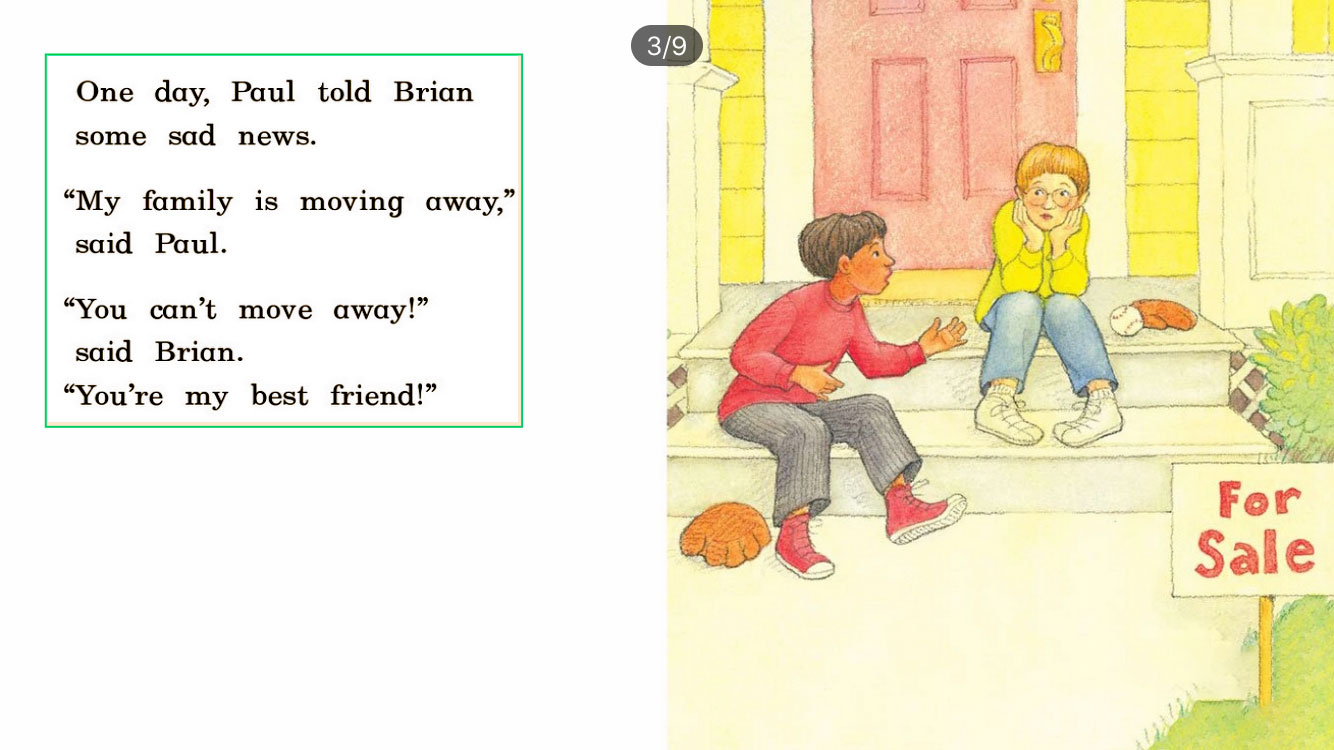 3/9
One day, Paul told Brian
some sad news.
“My family is moving away,”
said Paul.
“You can’t move away!”
said Brian.
“You’re my best friend!”
For
Sale